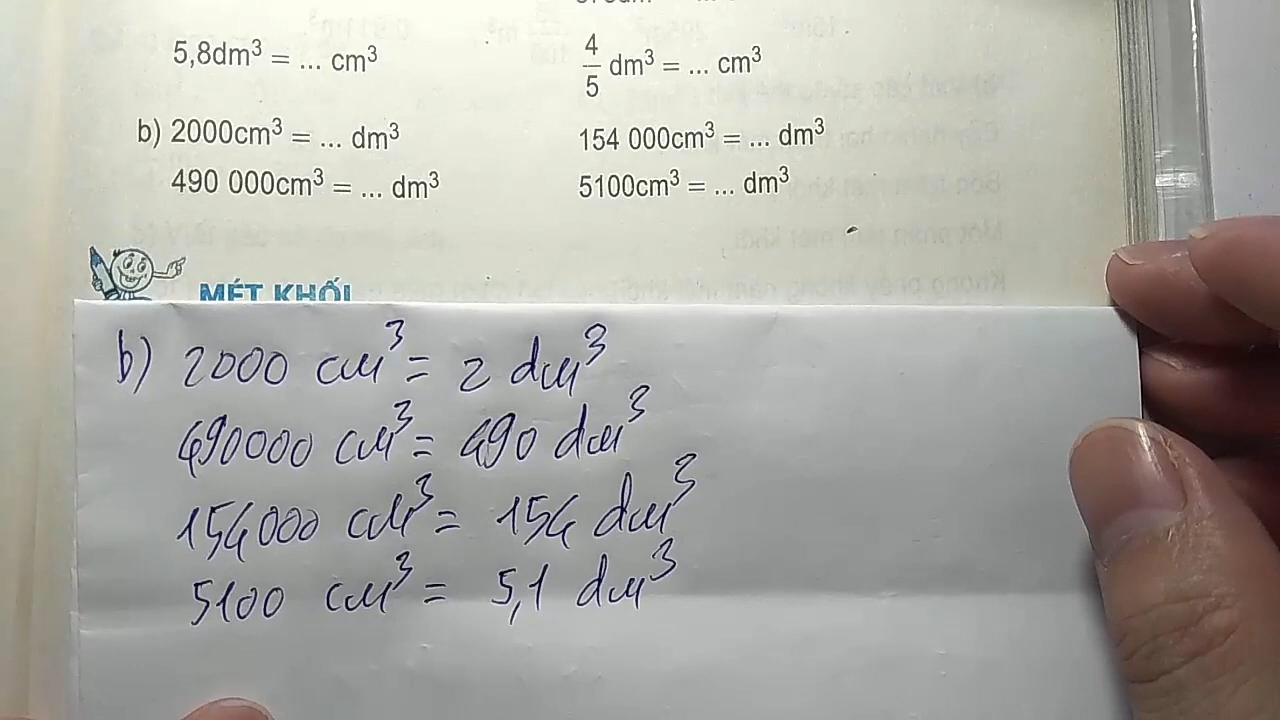 5,8dm³ = ... cm³
4/5 dm³ = ... cm³
b) 2000cm³ = ... dm³
154 000cm³ = ... dm³
490 000cm³ = ... dm³
5100cm³ = ... dm³
MÉT KHỐI
b) 2000 cm³ = 2 dm³
490000 cm³ = 490 dm³
154000 cm³ = 154 dm³
5100 cm³ = 5,1 dm³